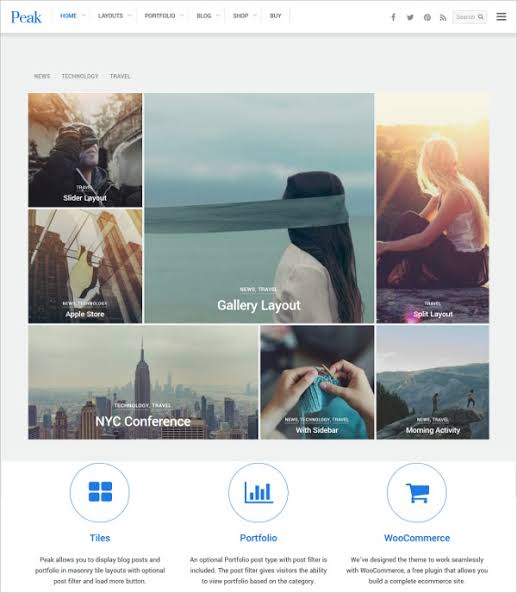 Peak
HOME LAYOUTS PORTFOLIO BLOG SHOP BUY
Search
NEWS TECHNOLOGY TRAVEL
TRAVEL
Slider Layout
NEWS, TECHNOLOGY
Apple Store
NEWS, TRAVEL
Gallery Layout
TRAVEL
Split Layout
TECHNOLOGY, TRAVEL
NYC Conference
NEWS, TECHNOLOGY, TRAVEL
With Sidebar
NEWS, TRAVEL
Morning Activity
Tiles
Peak allows you to display blog posts
and portfolio in masonry tile layouts with optional
post filter and load more button.
Portfolio
An optional Portfolio post type with post filter is
included. The post filter gives visitors the ability
to view portfolio based on the category.
WooCommerce
We've designed the theme to work seamlessly
with WooCommerce, a free plugin that allows you
build a complete ecommerce site.